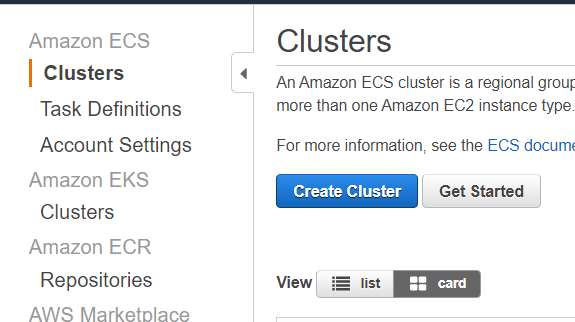 Amazon ECS
Clusters
Task Definitions
Account Settings
Amazon EKS
Clusters
Amazon ECR
Repositories
AWS Marketplace
Clusters
An Amazon ECS cluster is a regional group
more than one Amazon EC2 instance type.
For more information, see the ECS docume
Create Cluster Get Started
View list card